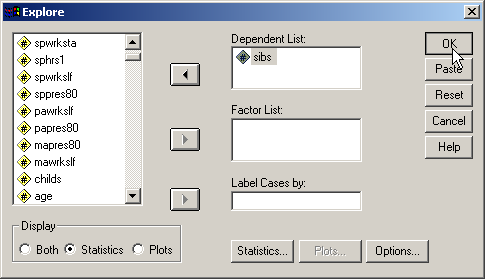 Explore
spwrksta
sphrs1
spwrkslf
sppres80
pawrkslf
papres80
mapres80
mawrkslf
childs
age
Dependent List:
sibs
Factor List:
Label Cases by:
OK
Paste
Reset
Cancel
Help
Display
Both Statistics Plots
Statistics... Plots... Options...